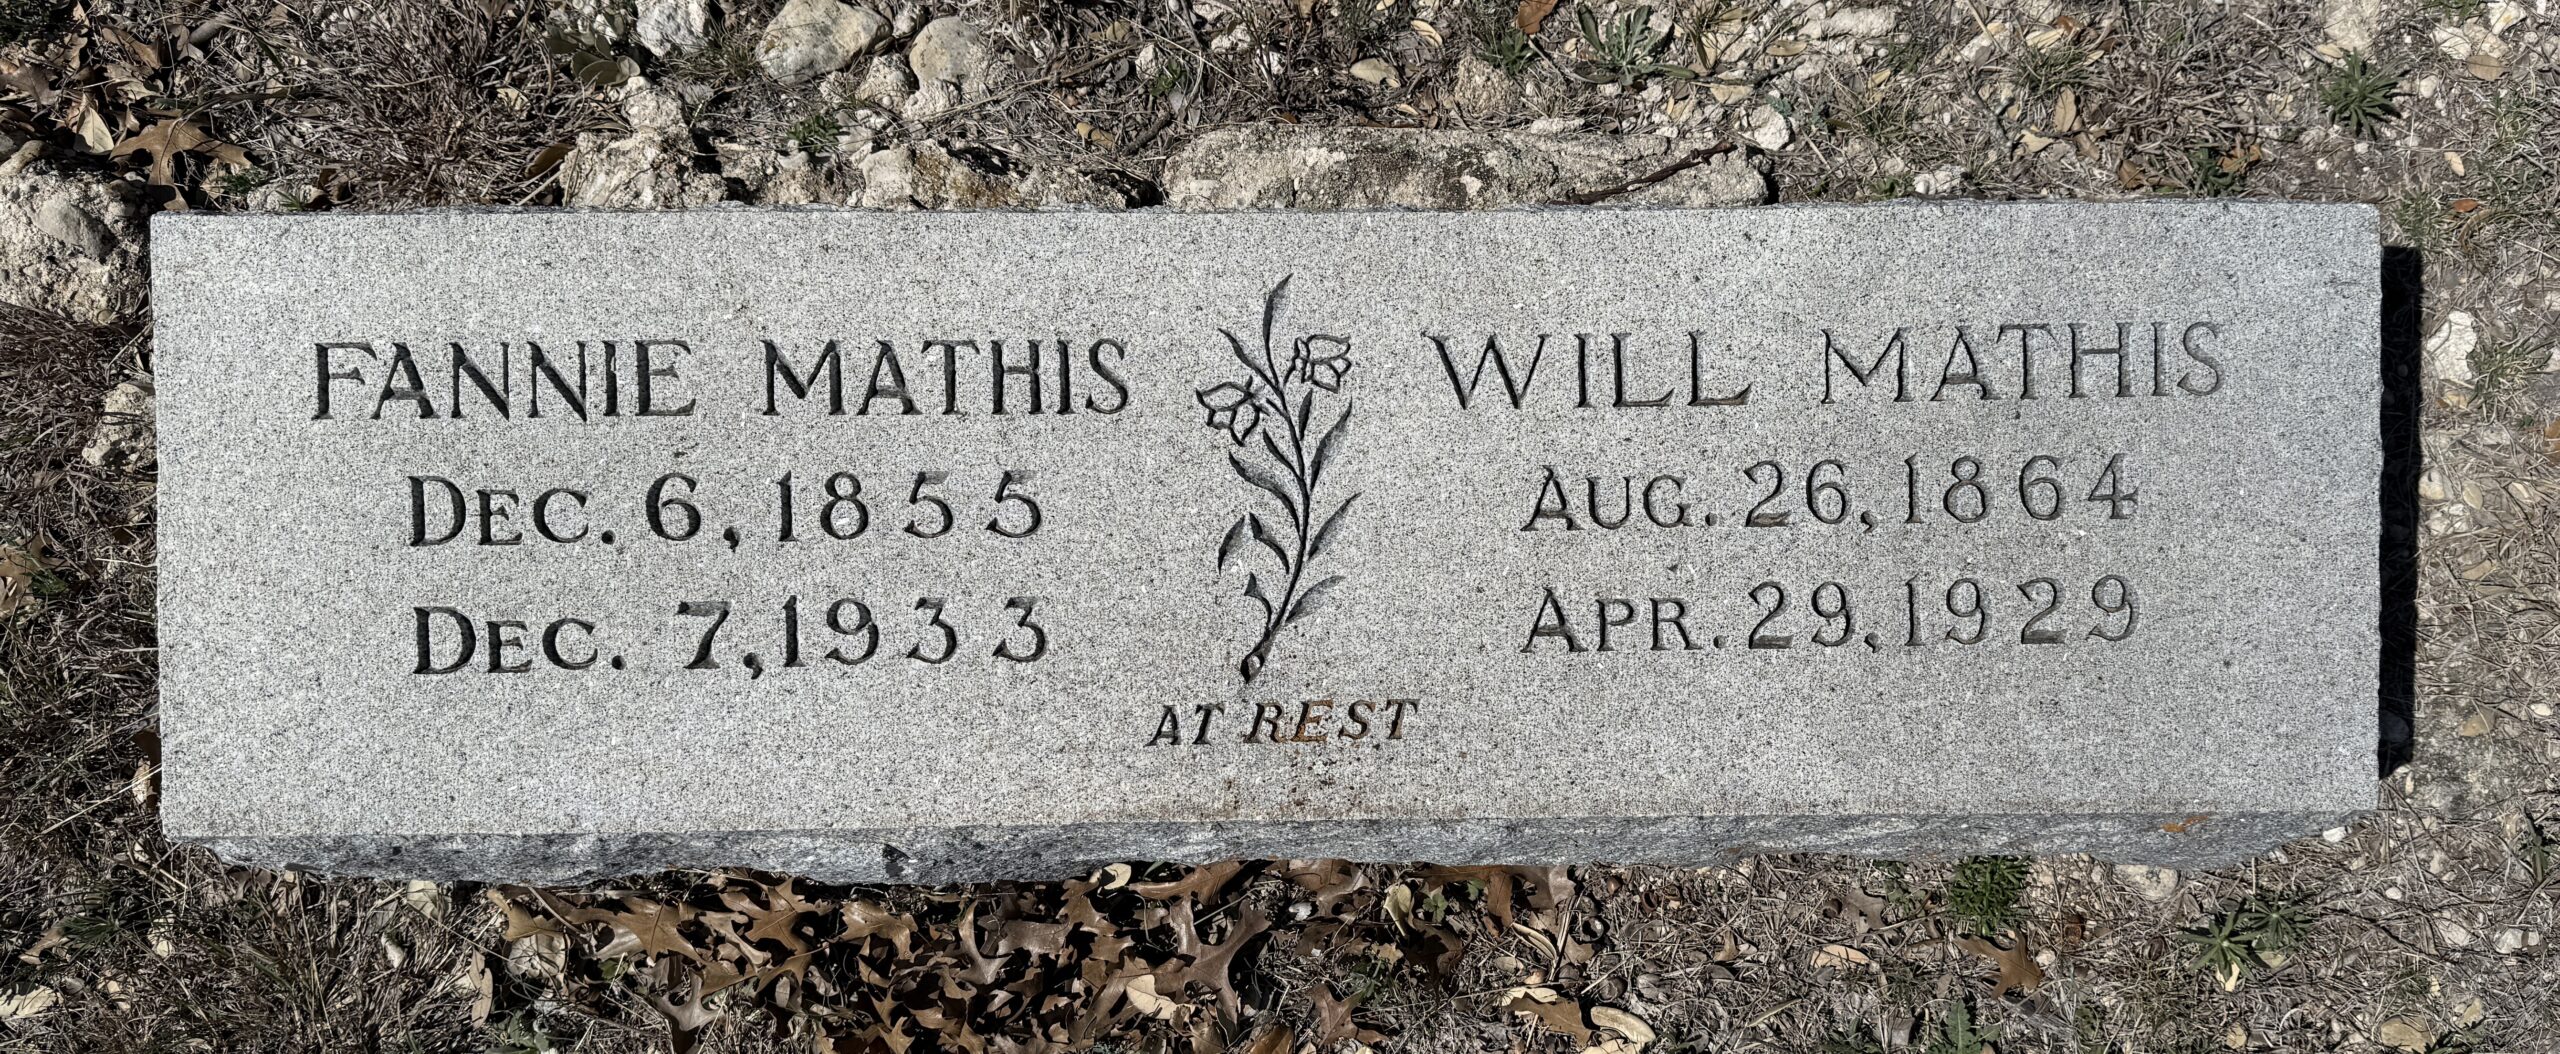 FANNIE MATHIS
DEC. 6, 1855
DEC. 7, 1933
WILL MATHIS
AUG. 26, 1864
APR. 29, 1929
AT REST